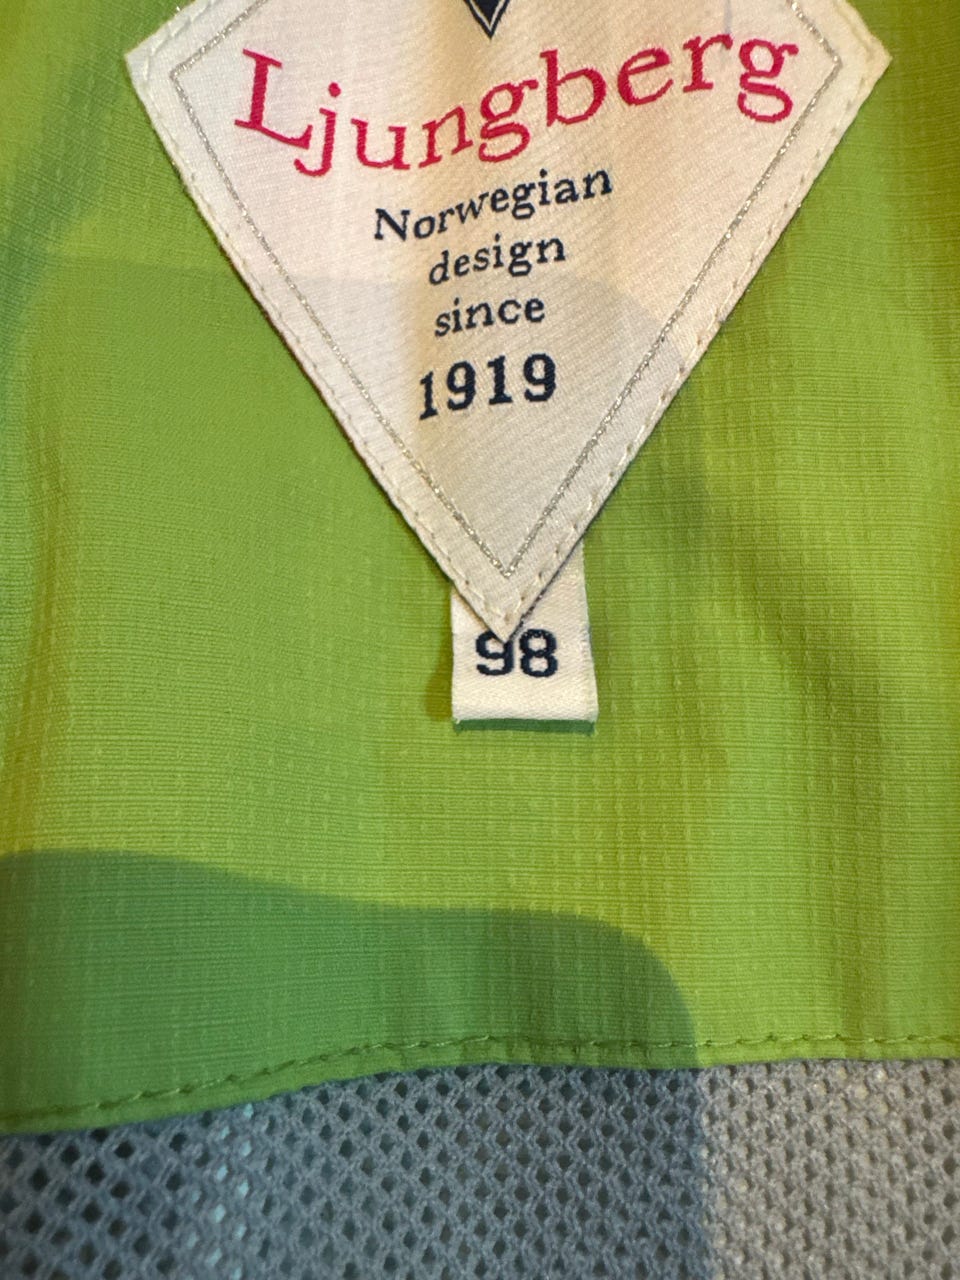 Ljungberg
Norwegian
design
since
1919
98